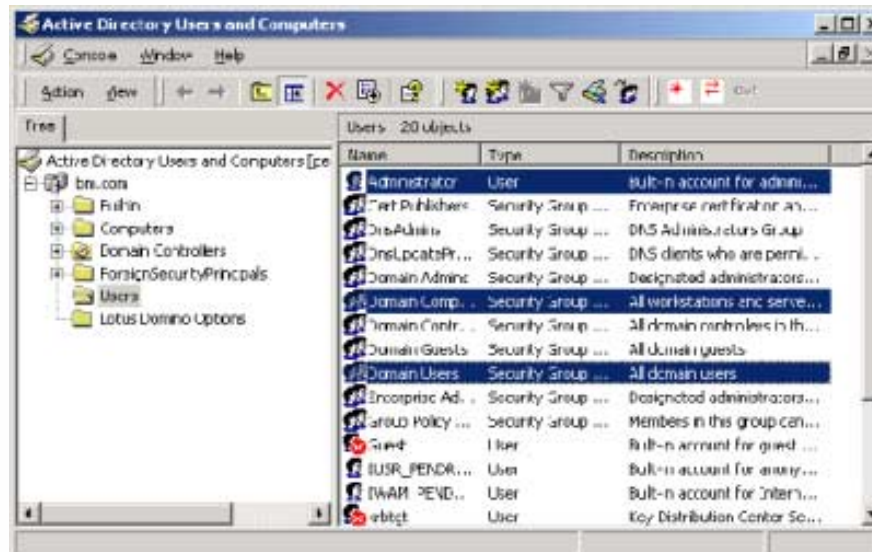 Active Directory Users and Computers
Console Window Help
Action View
Tree
Users 20 objects
Active Directory Users and Computers [pe
Computers
Domain Controllers
ForeignSecurityPrincipals
Users
Lotus Domino Options
Name Type Description
Administrator User Built-in account for admini...
Cert Publishers Security Group ... Enterprise certification an...
DnsAdmins Security Group ... DNS Administrators Group
DnsUpdatePr... Security Group ... DNS clients who are permi...
Domain Admins Security Group ... Designated administrators...
Domain Comp... Security Group ... All workstations and serve...
Domain Contr... Security Group ... All domain controllers in th...
Domain Guests Security Group ... All domain guests
Domain Users Security Group ... All domain users
Enterprise Ad... Security Group ... Designated administrators...
Group Policy ... Security Group ... Members in this group can...
Guest User Built-in account for guest ...
IUSR_PENDR... User Built-in account for anony...
User Built-in account for Intern...
krbtgt User Key Distribution Center Se...